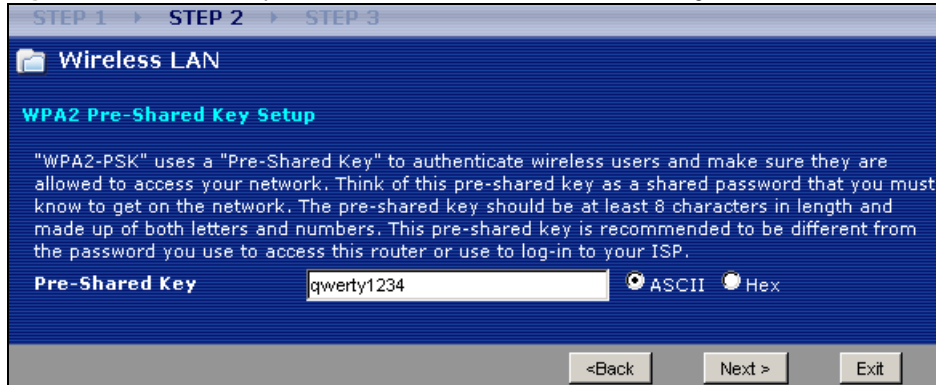 STEP 1 › STEP 2 › STEP 3
Wireless LAN
WPA2 Pre-Shared Key Setup
"WPA2-PSK" uses a "Pre-Shared Key" to authenticate wireless users and make sure they are
allowed to access your network. Think of this pre-shared key as a shared password that you must
know to get on the network. The pre-shared key should be at least 8 characters in length and
made up of both letters and numbers. This pre-shared key is recommended to be different from
the password you use to access this router or use to log-in to your ISP.
Pre-Shared Key qwerty1234 ASCII Hex
<Back Next > Exit